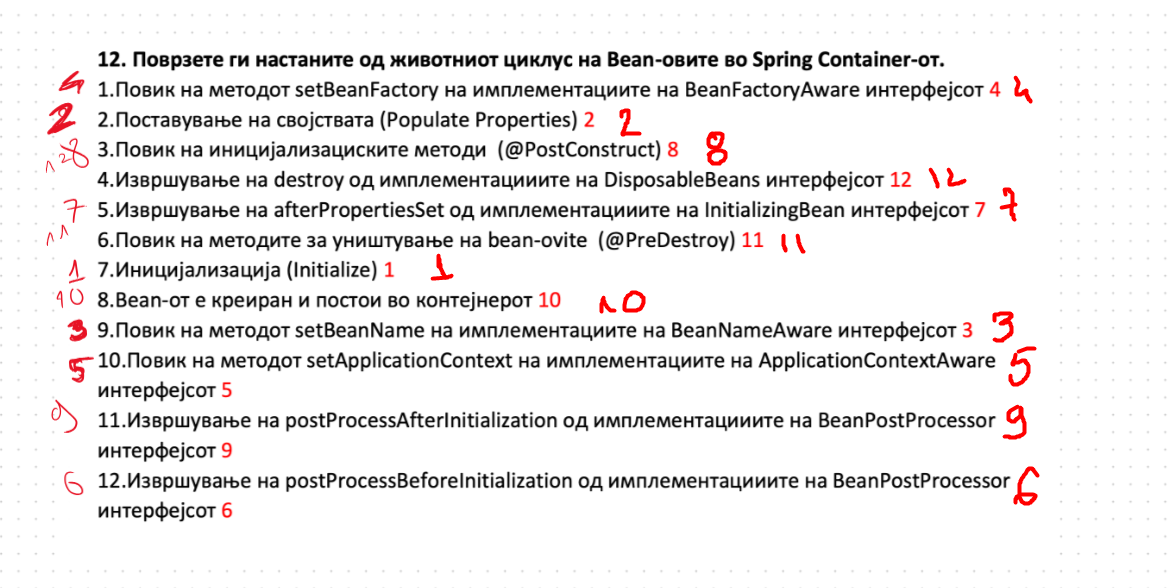 12. Поврзете ги настаните од животниот циклус на Bean-овите во Spring Container-от.
4 1.Повик на методот setBeanFactory на имплементациите на BeanFactoryAware интерфејсот 4 4
2 2.Поставување на својствата (Populate Properties) 2 2
12 8 3.Повик на иницијализациските методи (@PostConstruct) 8 8
4.Извршување на destroy од имплементацииите на DisposableBeans интерфејсот 12 12
7 5.Извршување на afterPropertiesSet од имплементацииите на InitializingBean интерфејсот 7 7
11 6.Повик на методите за уништување на bean-ovite (@PreDestroy) 11 11
1 7.Иницијализација (Initialize) 1 1
10 8.Bean-от е креиран и постои во контејнерот 10 10
3 9.Повик на методот setBeanName на имплементациите на BeanNameAware интерфејсот 3 3
5 10.Повик на методот setApplicationContext на имплементациите на ApplicationContextAware 5
интерфејсот 5
9 11.Извршување на postProcessAfterInitialization од имплементацииите на BeanPostProcessor 9
интерфејсот 9
6 12.Извршување на postProcessBeforeInitialization од имплементацииите на BeanPostProcessor 6
интерфејсот 6